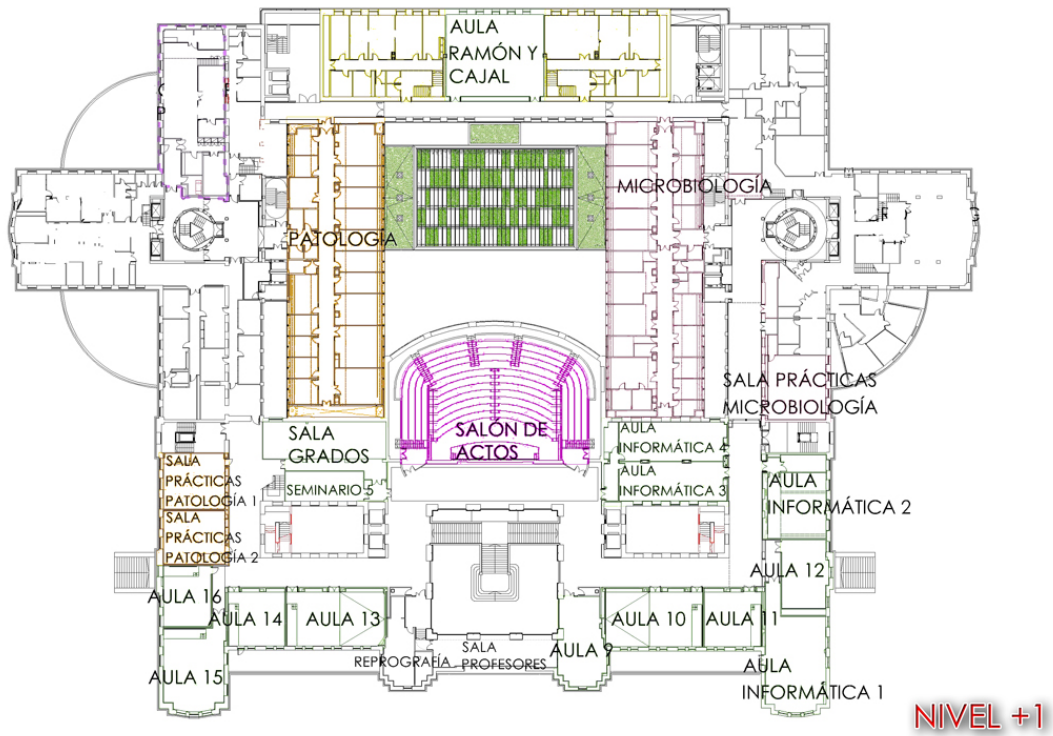 AULA
RAMÓN Y
CAJAL
MICROBIOLOGÍA
PATOLOGÍA
SALA PRÁCTICAS
MICROBIOLOGÍA
SALA
GRADOS
SALÓN DE
ACTOS
AULA
INFORMÁTICA 4
SALA
PRÁCTICAS
PATOLOGÍA 1
SEMINARIO 5
AULA
INFORMÁTICA 3
AULA
INFORMÁTICA 2
SALA
PRÁCTICAS
PATOLOGÍA 2
AULA 12
AULA 16
AULA 14
AULA 13
AULA 10
AULA 11
REPROGRAFÍA
SALA
PROFESORES
AULA 9
AULA 15
AULA
INFORMÁTICA 1
NIVEL +1